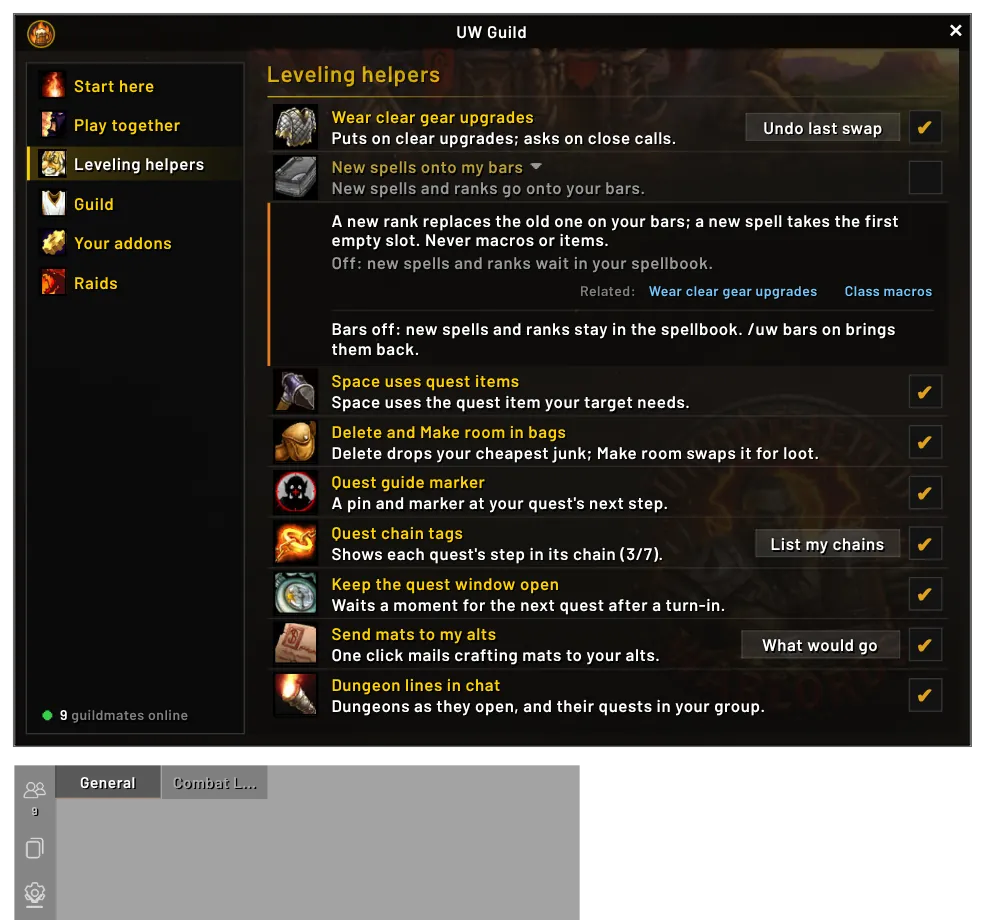 UW Guild
Start here
Play together
Leveling helpers
Guild
Your addons
Raids
9 guildmates online
Leveling helpers
Wear clear gear upgrades
Puts on clear upgrades; asks on close calls.
Undo last swap
New spells onto my bars
New spells and ranks go onto your bars.
A new rank replaces the old one on your bars; a new spell takes the first
empty slot. Never macros or items.
Off: new spells and ranks wait in your spellbook.
Related: Wear clear gear upgrades Class macros
Bars off: new spells and ranks stay in the spellbook. /uw bars on brings
them back.
Space uses quest items
Space uses the quest item your target needs.
Delete and Make room in bags
Delete drops your cheapest junk; Make room swaps it for loot.
Quest guide marker
A pin and marker at your quest's next step.
Quest chain tags
Shows each quest's step in its chain (3/7).
List my chains
Keep the quest window open
Waits a moment for the next quest after a turn-in.
Send mats to my alts
One click mails crafting mats to your alts.
What would go
Dungeon lines in chat
Dungeons as they open, and their quests in your group.
General
Combat L...
9